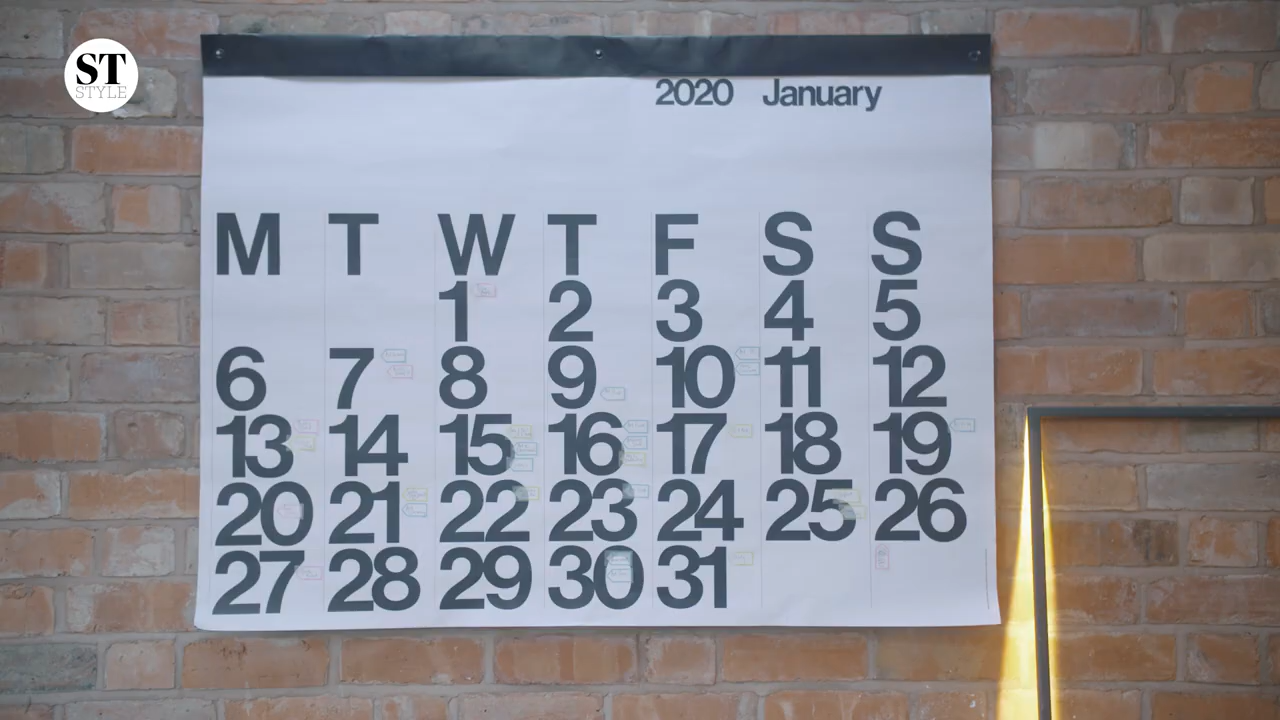 ST
STYLE
2020 January
M T W T F S S
1 2 3 4 5
6 7 8 9 10 11 12
13 14 15 16 17 18 19
20 21 22 23 24 25 26
27 28 29 30 31